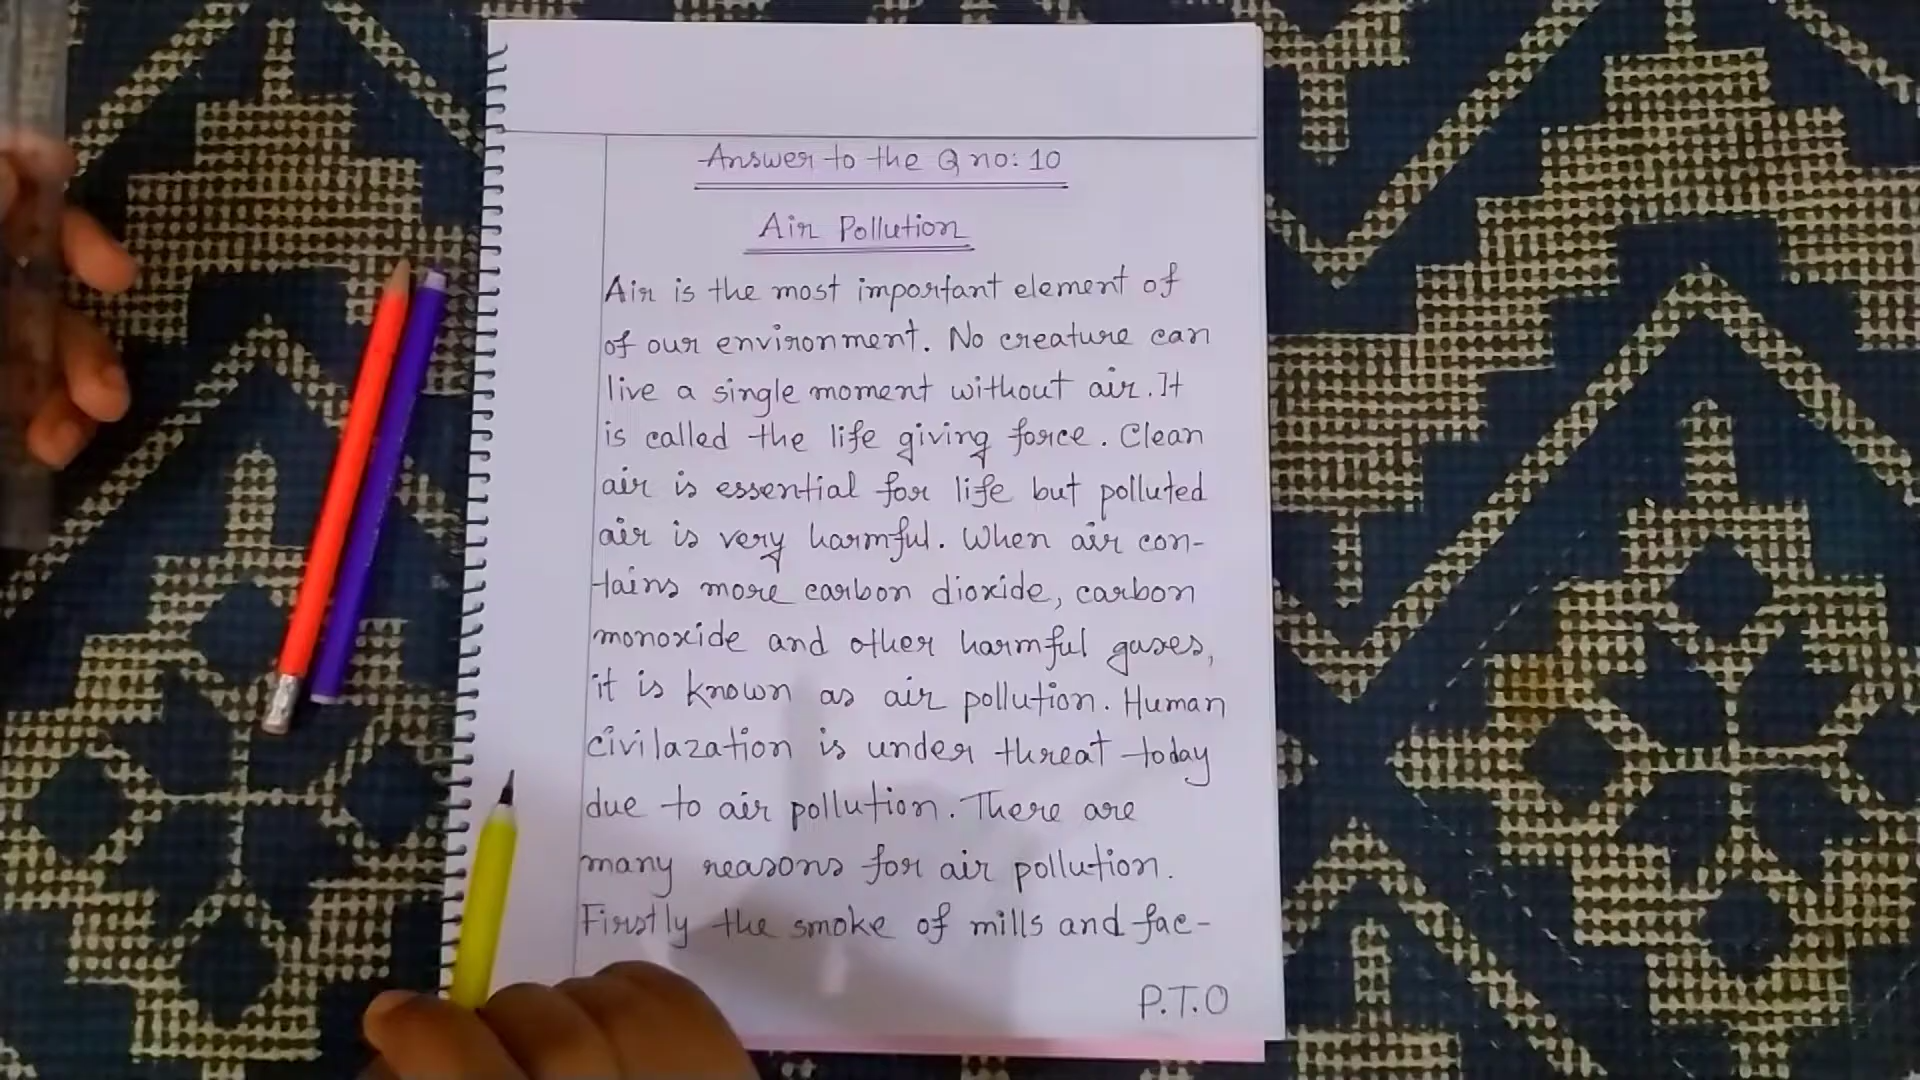 Answer to the Q no: 10
Air Pollution
Air is the most important element of
of our environment. No creature can
live a single moment without air. It
is called the life giving force. Clean
air is essential for life but polluted
air is very harmful. When air con-
tains more carbon dioxide, carbon
monoxide and other harmful gases,
it is known as air pollution. Human
civilazation is under threat today
due to air pollution. There are
many reasons for air pollution.
Firstly the smoke of mills and fac-
P.T.O